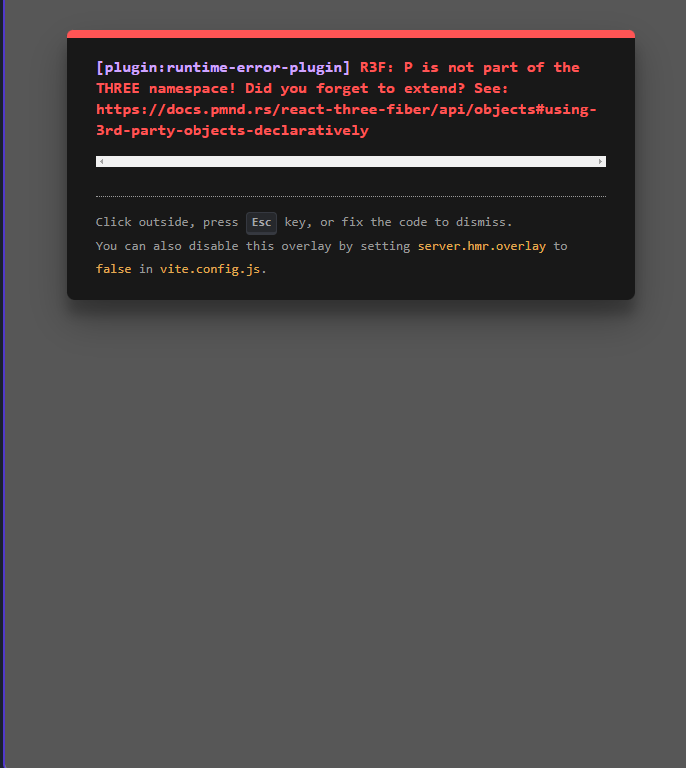 [plugin:runtime-error-plugin] R3F: P is not part of the
THREE namespace! Did you forget to extend? See:
https://docs.pmnd.rs/react-three-fiber/api/objects#using-
3rd-party-objects-declaratively
Click outside, press Esc key, or fix the code to dismiss.
You can also disable this overlay by setting server.hmr.overlay to
false in vite.config.js.